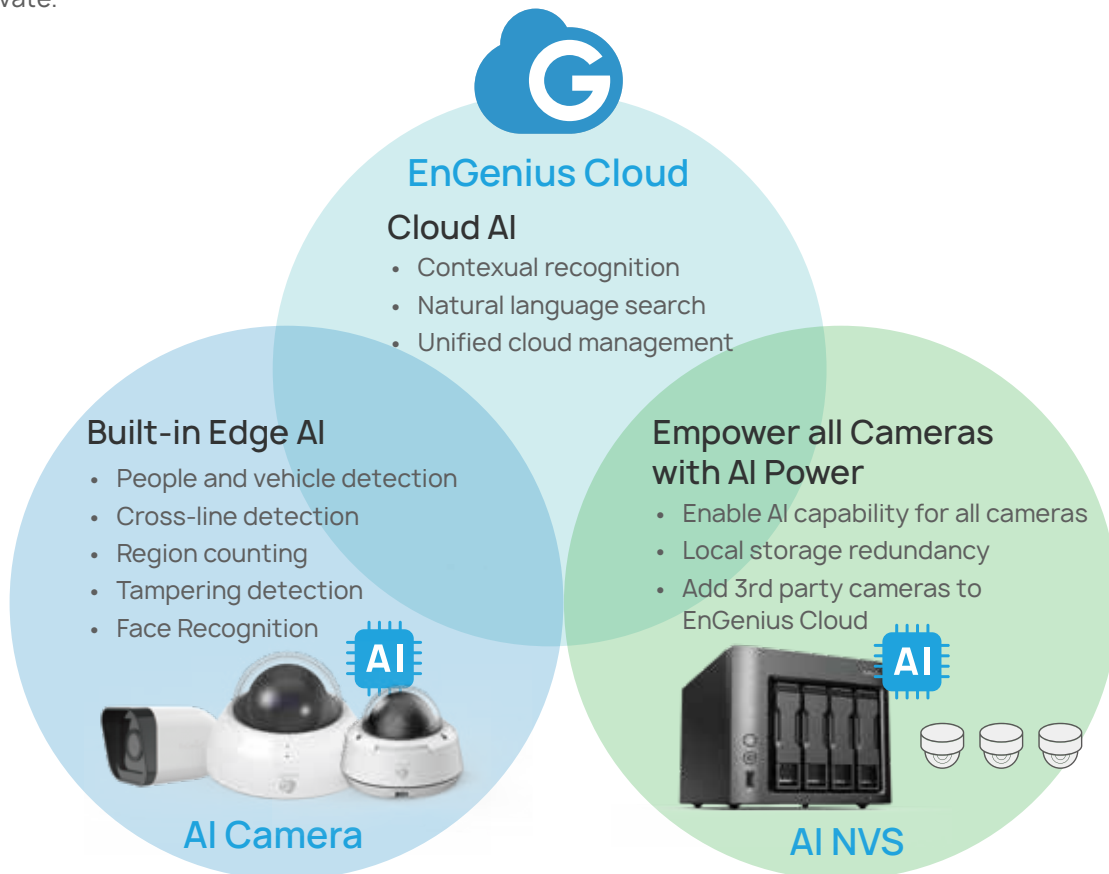 vate.
G
EnGenius Cloud
Cloud AI
• Contexual recognition
• Natural language search
• Unified cloud management
Built-in Edge AI
• People and vehicle detection
• Cross-line detection
• Region counting
• Tampering detection
• Face Recognition
AI
AI Camera
Empower all Cameras
with AI Power
• Enable AI capability for all cameras
• Local storage redundancy
• Add 3rd party cameras to
EnGenius Cloud
AI
AI NVS